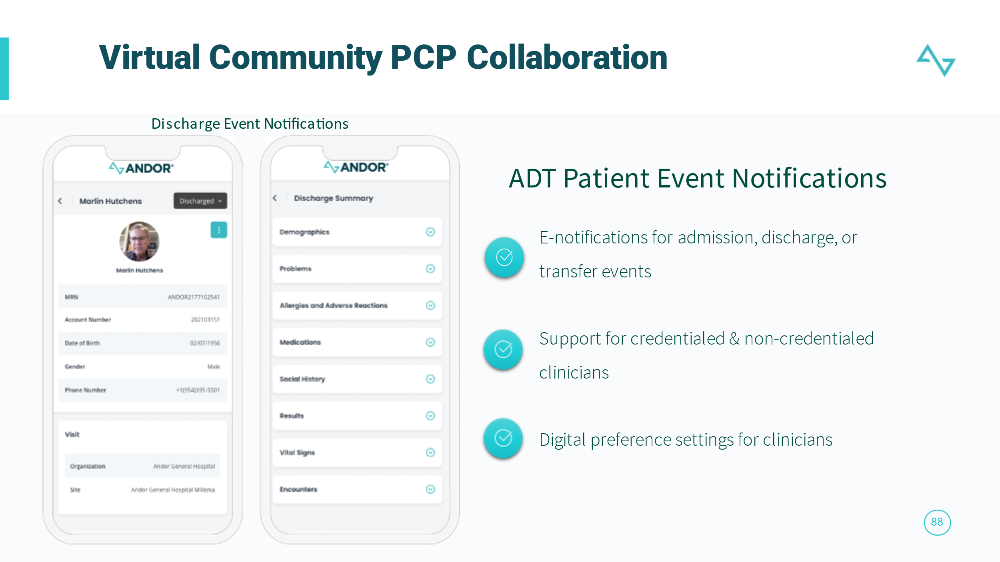 Virtual Community PCP Collaboration
Discharge Event Notifications
ANDOR®
Marlin Hutchens
Discharged
Marlin Hutchens
MRN ANDOR2177102541
Account Number 202103151
Date of Birth 02/07/1956
Gender Male
Phone Number +1(954)395-5501
Visit
Organization Andor General Hospital
Site Andor General Hospital Millenia
ANDOR®
Discharge Summary
Demographics
Problems
Allergies and Adverse Reactions
Medications
Social History
Results
Vital Signs
Encounters
ADT Patient Event Notifications
E-notifications for admission, discharge, or
transfer events
Support for credentialed & non-credentialed
clinicians
Digital preference settings for clinicians
88